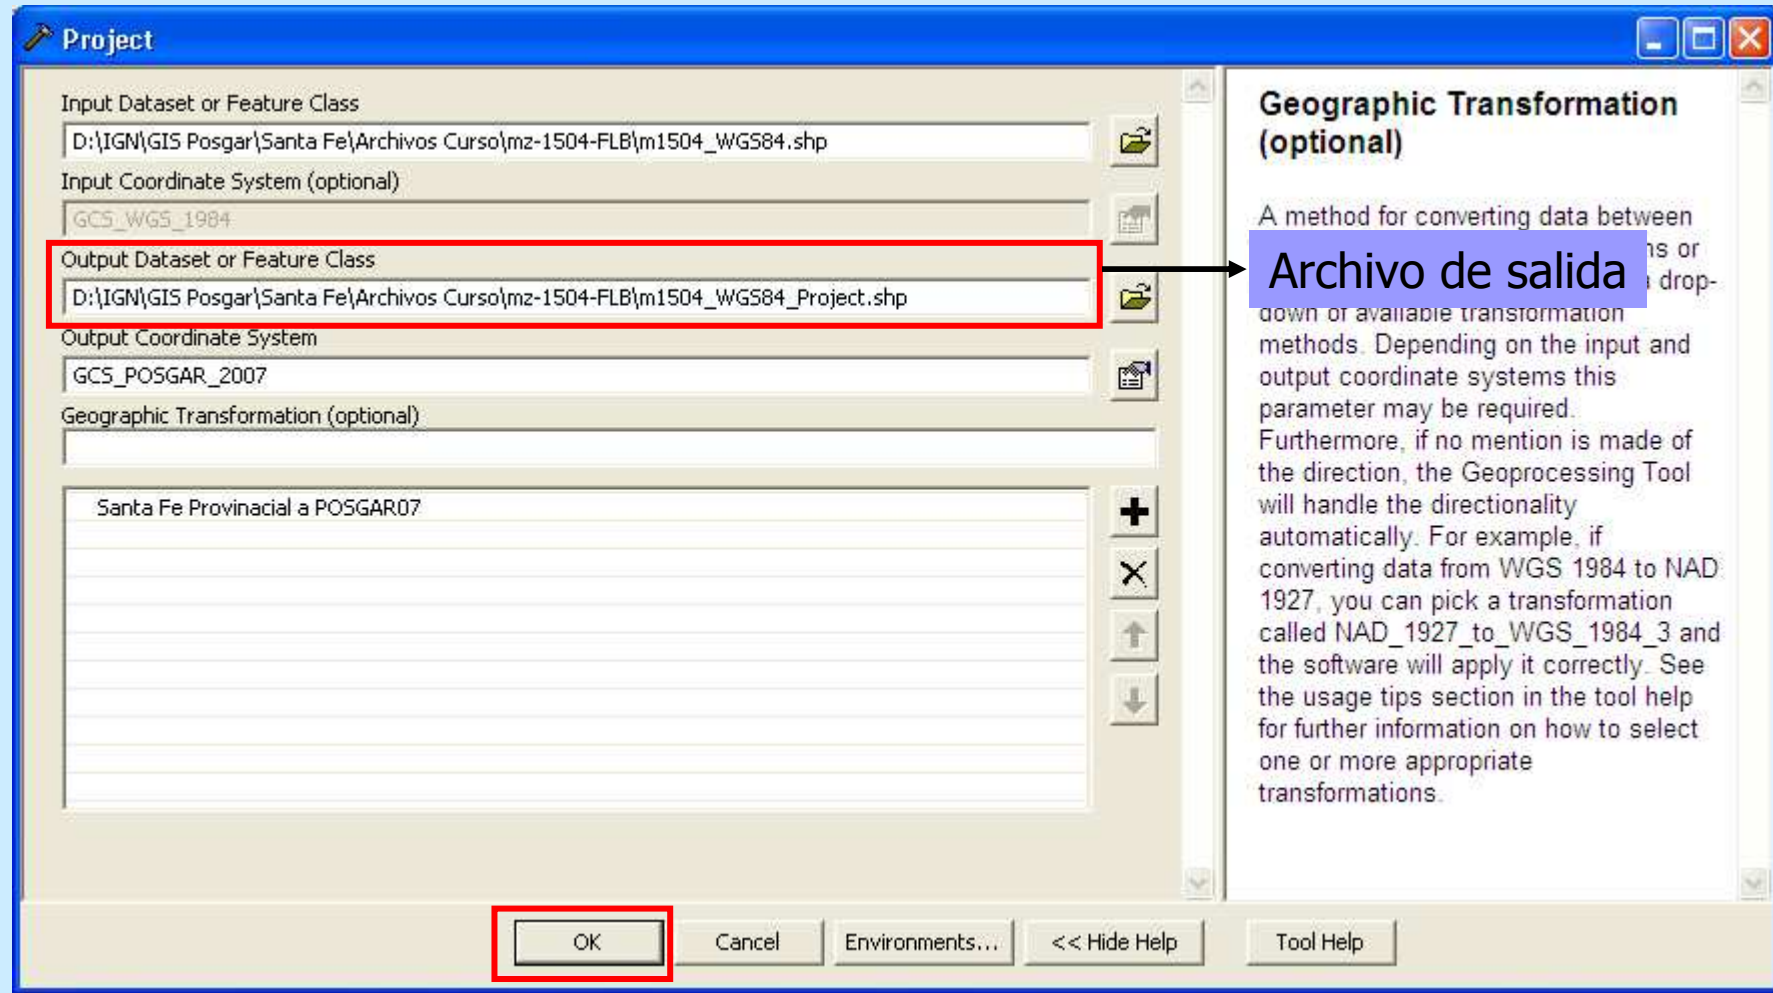 Project
Input Dataset or Feature Class
D:\IGN\GIS Posgar\Santa Fe\Archivos Curso\mz-1504-FLB\m1504_WGS84.shp
Input Coordinate System (optional)
GCS_WGS_1984
Output Dataset or Feature Class
D:\IGN\GIS Posgar\Santa Fe\Archivos Curso\mz-1504-FLB\m1504_WGS84_Project.shp
Output Coordinate System
GCS_POSGAR_2007
Geographic Transformation (optional)
Santa Fe Provinacial a POSGAR07
OK
Cancel
Environments...
<< Hide Help
Tool Help
Geographic Transformation
(optional)
A method for converting data between
or
Archivo de salida
drop-
down of available transformation
methods. Depending on the input and
output coordinate systems this
parameter may be required.
Furthermore, if no mention is made of
the direction, the Geoprocessing Tool
will handle the directionality
automatically. For example, if
converting data from WGS 1984 to NAD
1927, you can pick a transformation
called NAD_1927_to_WGS_1984_3 and
the software will apply it correctly. See
the usage tips section in the tool help
for further information on how to select
one or more appropriate
transformations.